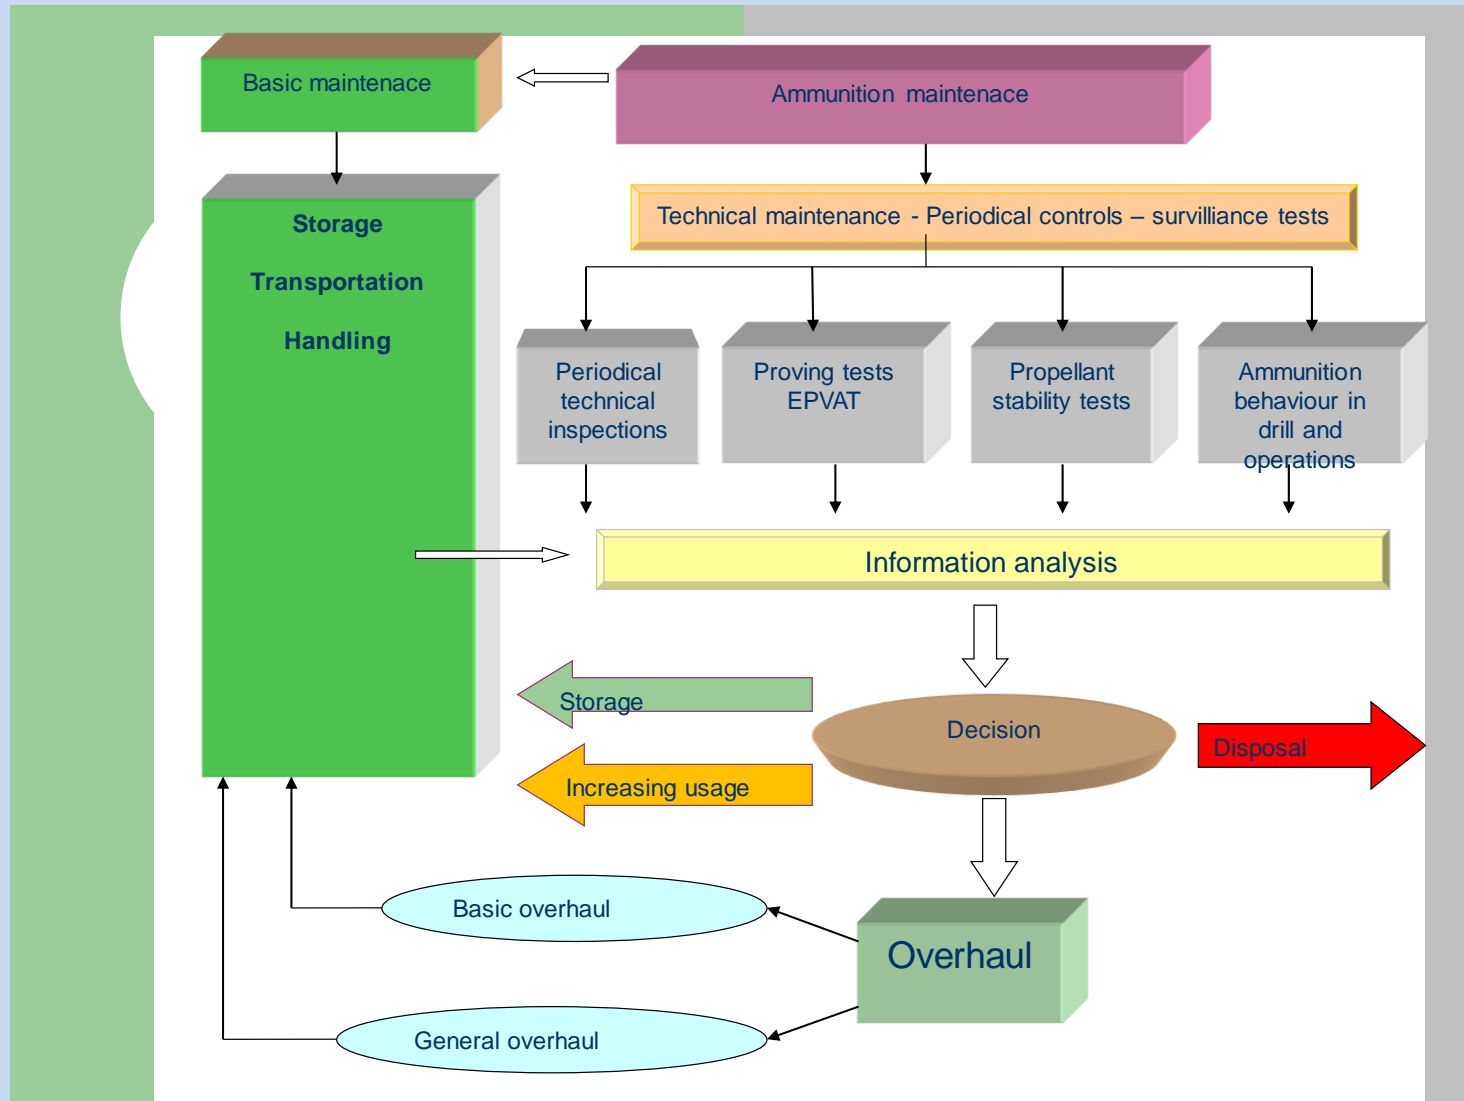 Basic maintenace
Ammunition maintenace
Storage
Transportation
Handling
Technical maintenance - Periodical controls – survilliance tests
Periodical
technical
inspections
Proving tests
EPVAT
Propellant
stability tests
Ammunition
behaviour in
drill and
operations
Information analysis
Storage
Decision
Disposal
Increasing usage
Basic overhaul
Overhaul
General overhaul